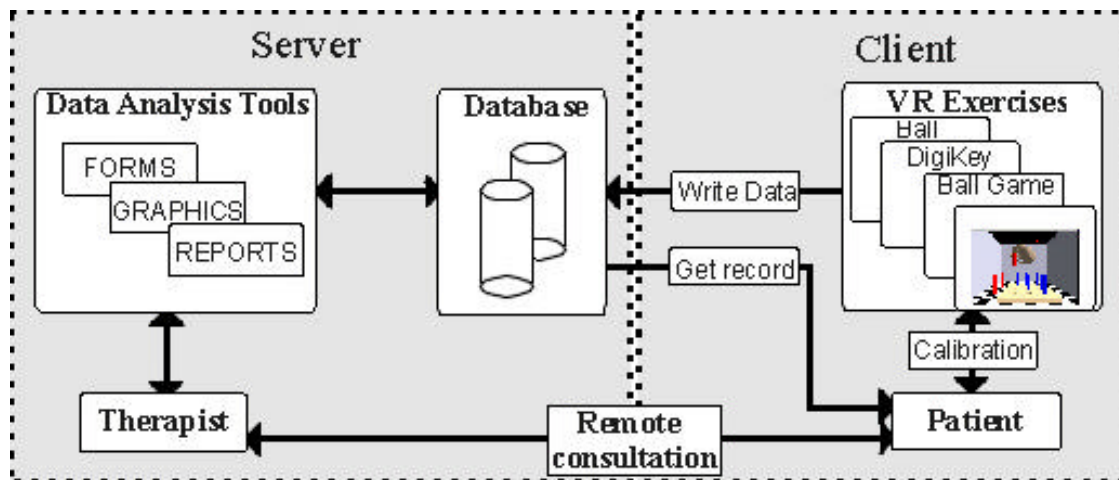 Server
Client
Data Analysis Tools
FORMS
GRAPHICS
REPORTS
Database
Write Data
Get record
VR Exercises
Ball
DigiKey
Ball Game
Calibration
Therapist
Remote
consultation
Patient